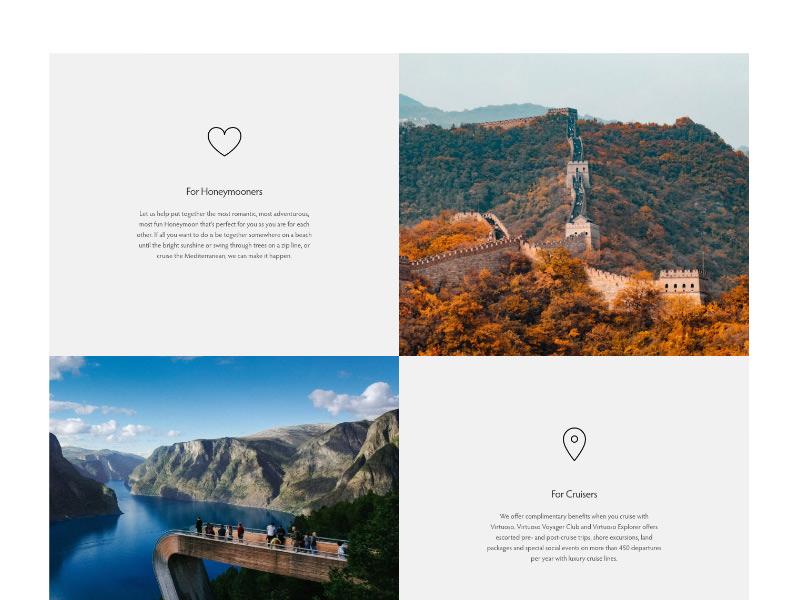 For Honeymooners
Let us help put together the most romantic, most adventurous,
most fun Honeymoon that's perfect for you as you are for each
other. If all you want to do is be together somewhere on a beach
until the bright sunshine or swing through trees on a zip line, or
cruise the Mediterranean, we can make it happen.
For Cruisers
We offer complimentary benefits when you cruise with
Virtuoso. Virtuoso Voyager Club and Virtuoso Explorer offers
escorted pre- and post-cruise trips, shore excursions, land
packages and special social events on more than 450 departures
per year with luxury cruise lines.